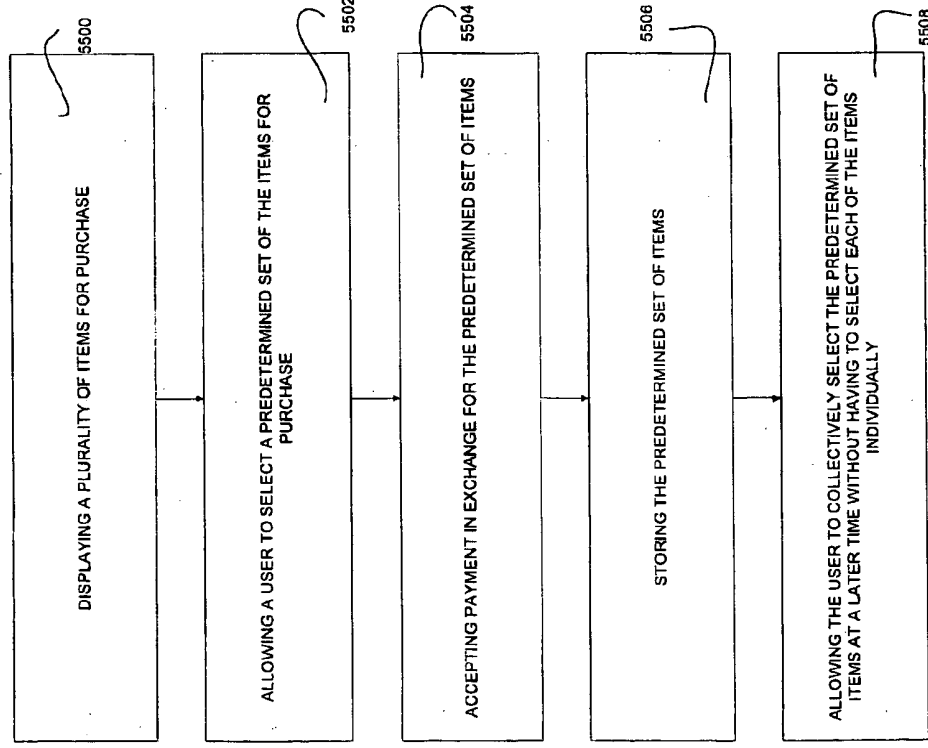 5500
DISPLAYING A PLURALITY OF ITEMS FOR PURCHASE
5502
ALLOWING A USER TO SELECT A PREDETERMINED SET OF THE ITEMS FOR
PURCHASE
5504
ACCEPTING PAYMENT IN EXCHANGE FOR THE PREDETERMINED SET OF ITEMS
5506
STORING THE PREDETERMINED SET OF ITEMS
5508
ALLOWING THE USER TO COLLECTIVELY SELECT THE PREDETERMINED SET OF
ITEMS AT A LATER TIME WITHOUT HAVING TO SELECT EACH OF THE ITEMS
INDIVIDUALLY